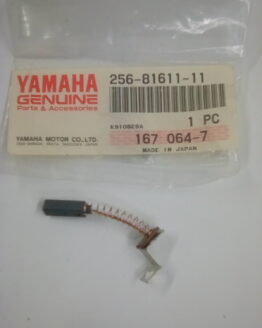 YAMAHA
GENUINE
Parts & Accessories
YAMAHA MOTOR CO., LTD.
256-81611-11
E910829A
1 PC
167 064-7
MADE IN JAPAN